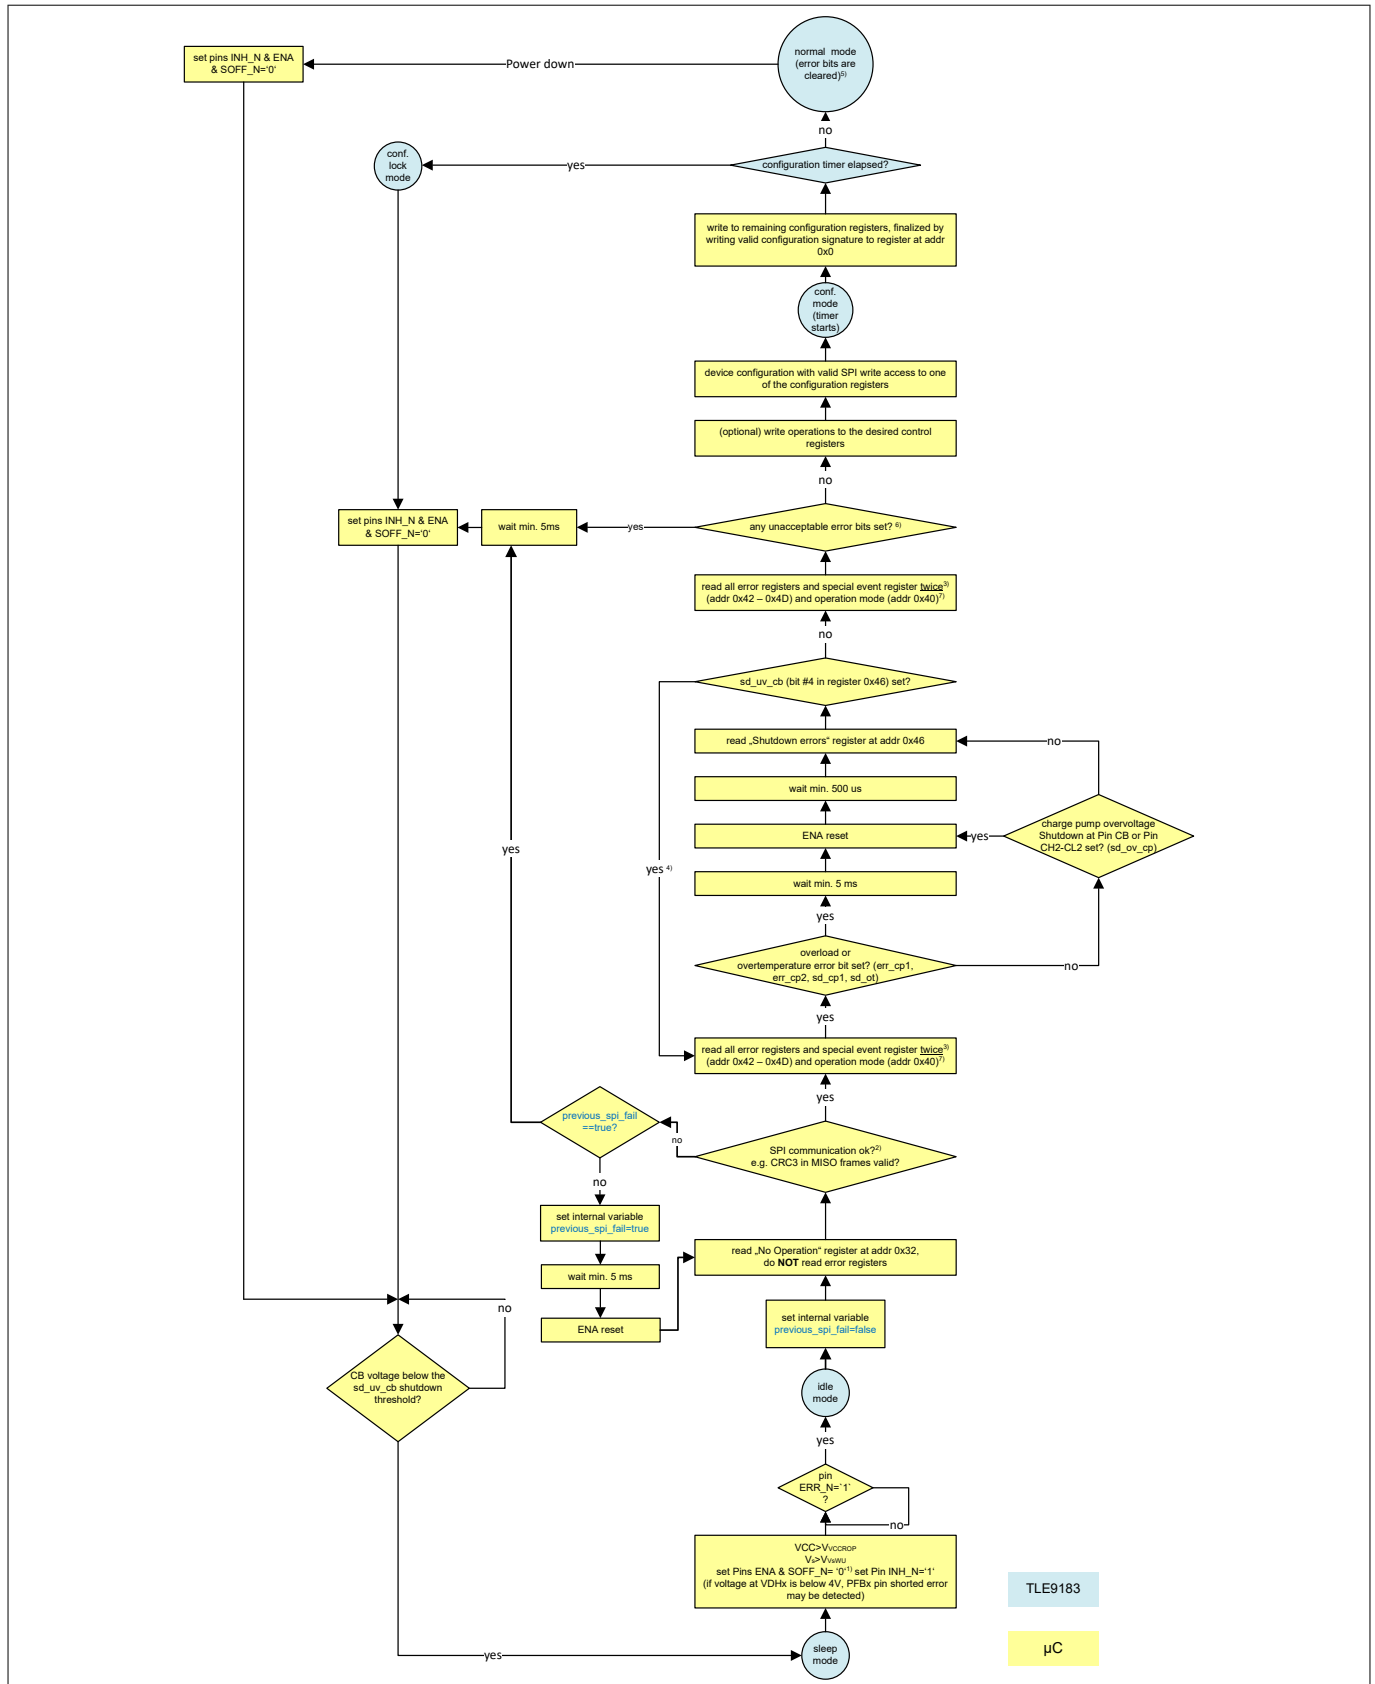 set pins INH_N & ENA
& SOFF_N='0'
Power down
normal mode
(error bits are
cleared)5)
no
conf.
lock
mode
yes
configuration timer elapsed?
write to remaining configuration registers, finalized by
writing valid configuration signature to register at addr
0x0
conf.
mode
(timer
starts)
device configuration with valid SPI write access to one
of the configuration registers
(optional) write operations to the desired control
registers
no
set pins INH_N & ENA
& SOFF_N='0'
wait min. 5ms
yes
any unacceptable error bits set? 6)
read all error registers and special event register twice3)
(addr 0x42 – 0x4D) and operation mode (addr 0x40)7)
no
sd_uv_cb (bit #4 in register 0x46) set?
read „Shutdown errors“ register at addr 0x46
no
wait min. 500 us
ENA reset
yes
charge pump overvoltage
Shutdown at Pin CB or Pin
CH2-CL2 set? (sd_ov_cp)
yes
yes 4)
wait min. 5 ms
yes
overload or
overtemperature error bit set? (err_cp1,
err_cp2, sd_cp1, sd_ot)
no
yes
read all error registers and special event register twice3)
(addr 0x42 – 0x4D) and operation mode (addr 0x40)7)
yes
previous_spi_fail
==true?
no
SPI communication ok?2)
e.g. CRC3 in MISO frames valid?
no
set internal variable
previous_spi_fail=true
read „No Operation“ register at addr 0x32,
do NOT read error registers
wait min. 5 ms
ENA reset
set internal variable
previous_spi_fail=false
no
CB voltage below the
sd_uv_cb shutdown
threshold?
idle
mode
yes
pin
ERR_N=`1`
?
no
VCC>VVCCROP
Vs>VVsWU
set Pins ENA & SOFF_N= '0'1) set Pin INH_N='1'
(if voltage at VDHx is below 4V, PFBx pin shorted error
may be detected)
TLE9183
yes
sleep
mode
µC